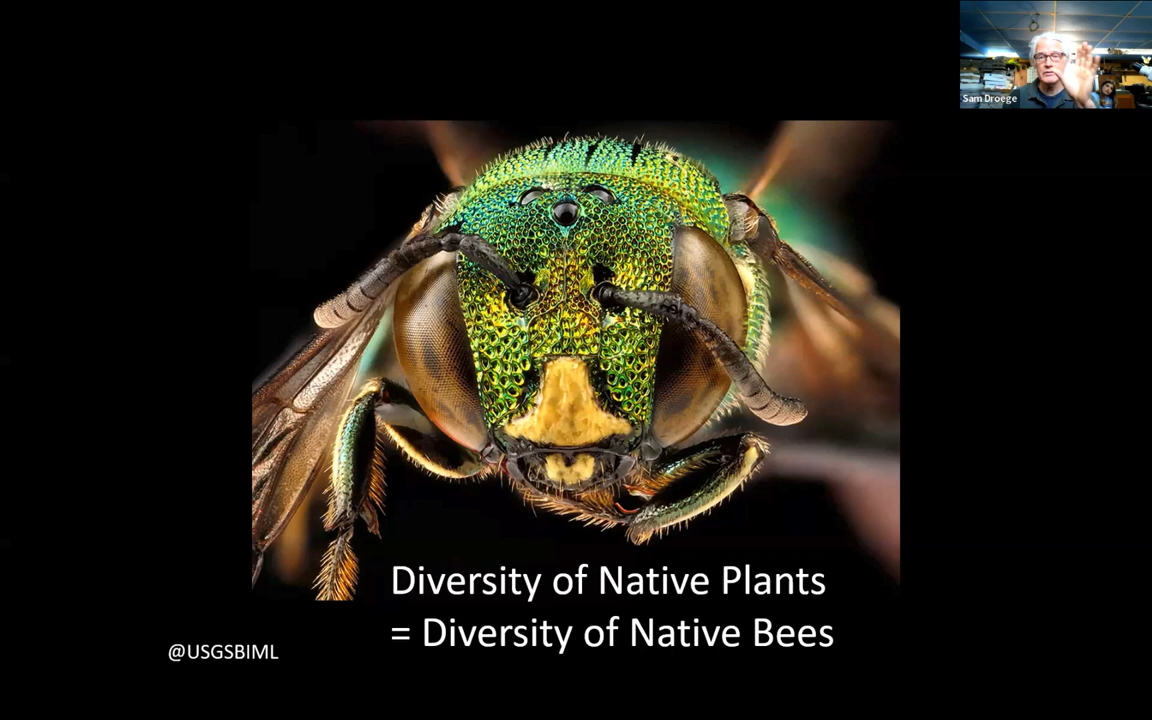 Sam Droege
Diversity of Native Plants
= Diversity of Native Bees
@USGSBIML